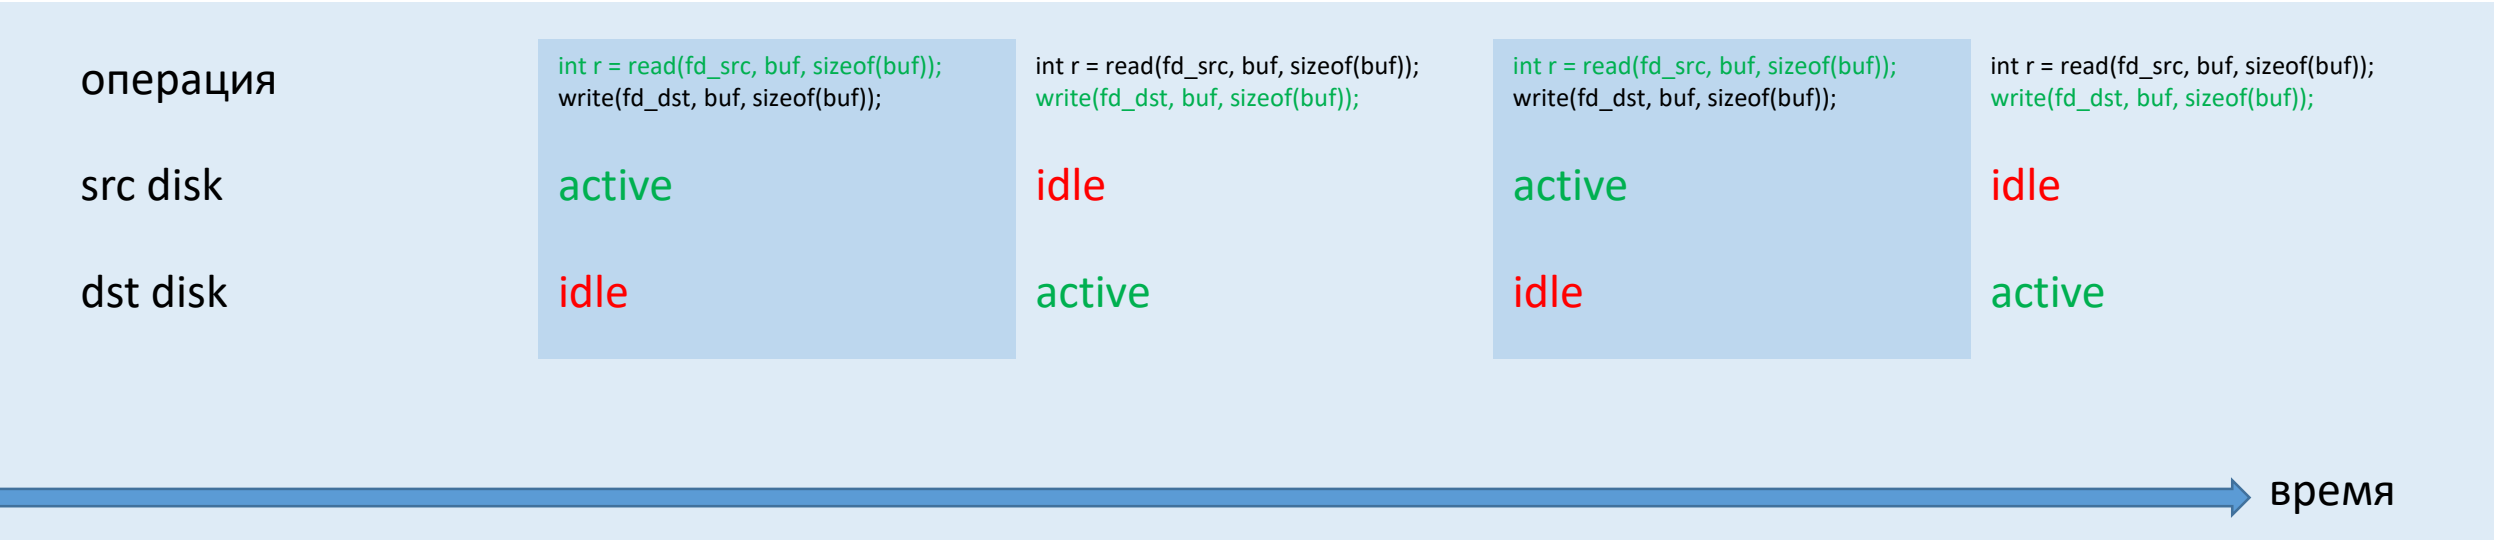 операция
int r = read(fd_src, buf, sizeof(buf));
write(fd_dst, buf, sizeof(buf));
int r = read(fd_src, buf, sizeof(buf));
write(fd_dst, buf, sizeof(buf));
int r = read(fd_src, buf, sizeof(buf));
write(fd_dst, buf, sizeof(buf));
int r = read(fd_src, buf, sizeof(buf));
write(fd_dst, buf, sizeof(buf));
src disk
active
idle
active
idle
dst disk
idle
active
idle
active
время